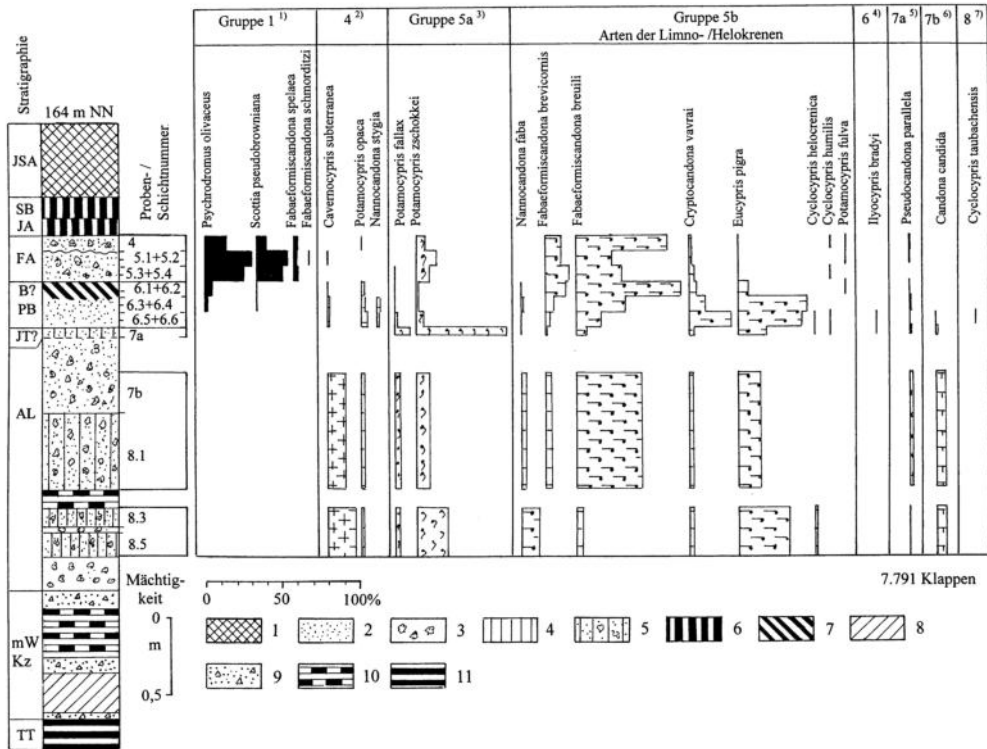 Gruppe 1 1)
4 2)
Gruppe 5a 3)
Gruppe 5b
Arten der Limno- /Helokrenen
6 4)
7a 5)
7b 6)
8 7)
Stratigraphie
164 m NN
Proben- /
Schichtnummer
Psychrodromus olivaceus
Scottia pseudobrowniana
Fabaeformiscandona spelaea
Fabaeformiscandona schmorditzi
Cavernocypris subterranea
Potamocypris opaca
Nannocandona stygia
Potamocypris fallax
Potamocypris zschokkei
Nannocandona faba
Fabaeformiscandona brevicornis
Fabaeformiscandona breuili
Cryptocandona vavrai
Eucypris pigra
Cyclocypris helocrenica
Cyclocypris humilis
Potamocypris fulva
Ilyocypris bradyi
Pseudocandona parallela
Candona candida
Cyclocypris taubachensis
JSA
SB
JA
FA
B?
PB
JT?
AL
mW
Kz
TT
4
5.1+5.2
5.3+5.4
6.1+6.2
6.3+6.4
6.5+6.6
7a
7b
8.1
8.3
8.5
7.791 Klappen
Mächtig-
keit
0
m
0,5
0 50 100%
1 2 3 4 5 6 7 8
9 10 11